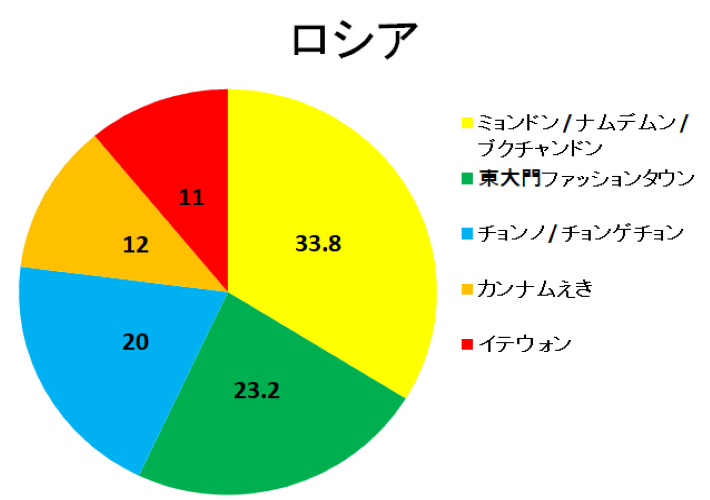 ロシア
ミョンドン/ナムデムン/
ブクチャンドン
東大門ファッションタウン
チョンノ/チョンゲチョン
カンナムえき
イテウォン
33.8
23.2
20
12
11